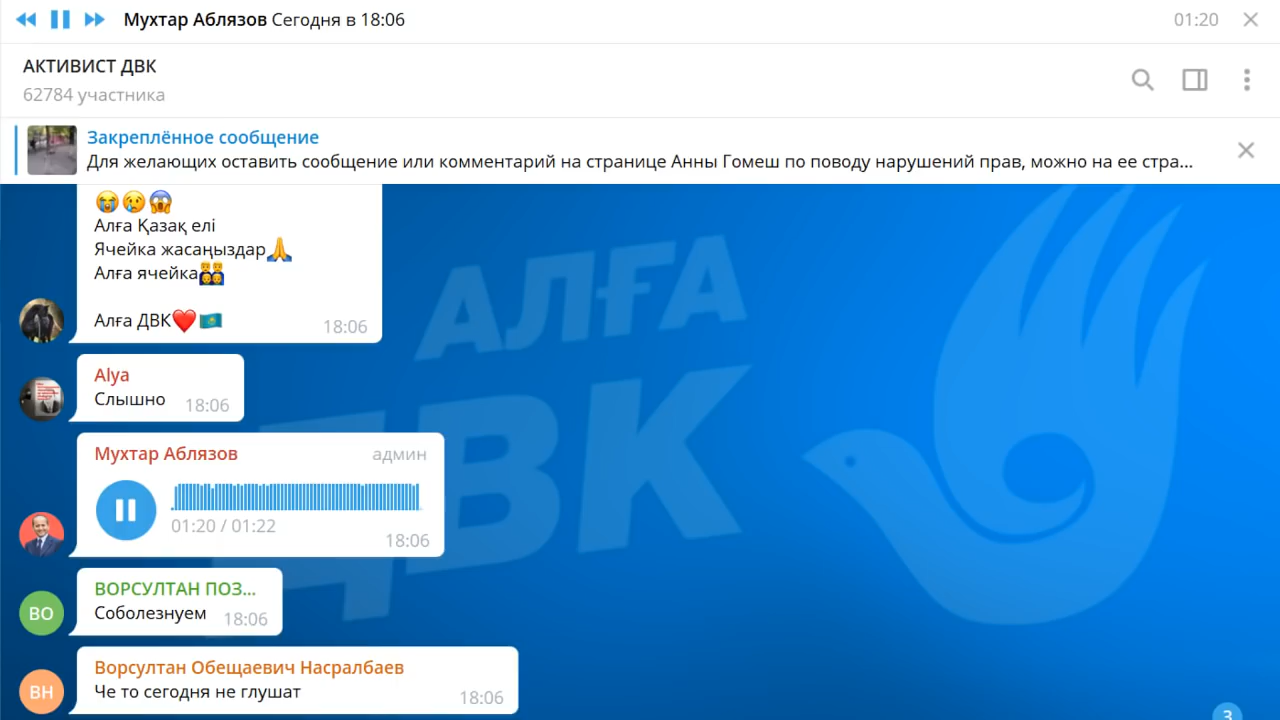 Мухтар Аблязов Сегодня в 18:06
01:20
АКТИВИСТ ДВК
62784 участника
Закреплённое сообщение
Для желающих оставить сообщение или комментарий на странице Анны Гомеш по поводу нарушений прав, можно на ее стра...
Алға Қазақ елі
Ячейка жасаңыздар🙏
Алға ячейка
Алға ДВК❤️🇰🇿
18:06
Alya
Слышно
18:06
Мухтар Аблязов
админ
01:20 / 01:22
18:06
ВО
ВОРСУЛТАН ПОЗ...
Соболезнуем
18:06
ВН
Ворсултан Обещаевич Насралбаев
Че то сегодня не глушат
18:06
АЛҒА
ДВК
3